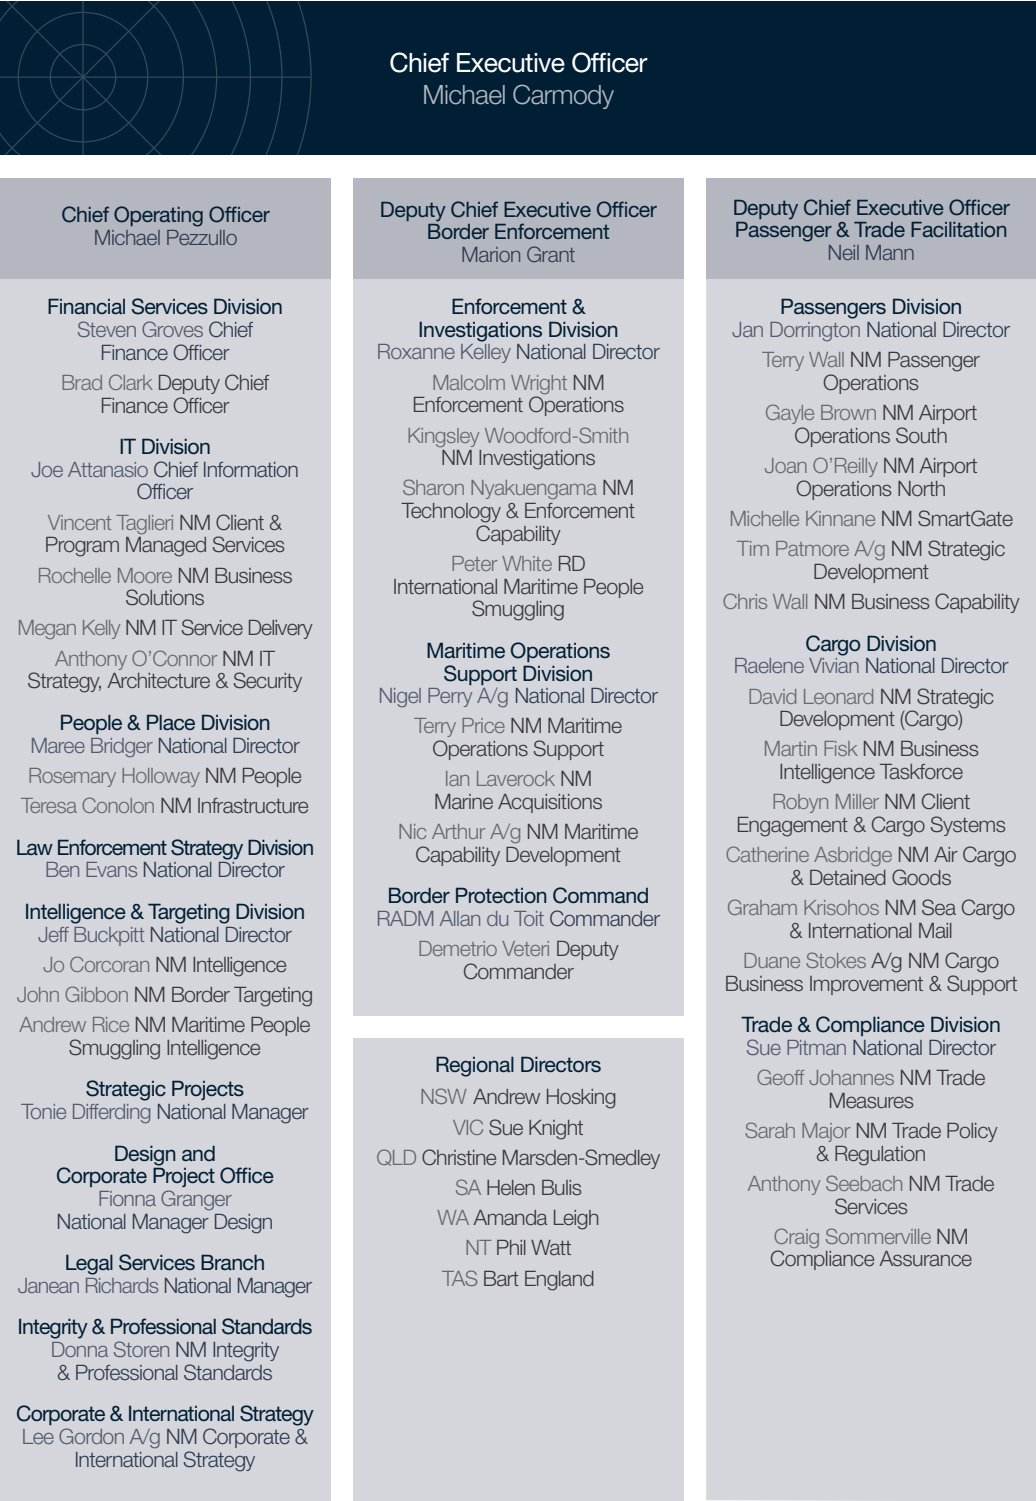 Chief Executive Officer
Michael Carmody
Chief Operating Officer
Michael Pezzullo
Financial Services Division
Steven Groves Chief
Finance Officer
Brad Clark Deputy Chief
Finance Officer
IT Division
Joe Attanasio Chief Information
Officer
Vincent Taglieri NM Client &
Program Managed Services
Rochelle Moore NM Business
Solutions
Megan Kelly NM IT Service Delivery
Anthony O’Connor NM IT
Strategy, Architecture & Security
People & Place Division
Maree Bridger National Director
Rosemary Holloway NM People
Teresa Conolon NM Infrastructure
Law Enforcement Strategy Division
Ben Evans National Director
Intelligence & Targeting Division
Jeff Buckpitt National Director
Jo Corcoran NM Intelligence
John Gibbon NM Border Targeting
Andrew Rice NM Maritime People
Smuggling Intelligence
Strategic Projects
Tonie Differding National Manager
Design and
Corporate Project Office
Fionna Granger
National Manager Design
Legal Services Branch
Janean Richards National Manager
Integrity & Professional Standards
Donna Storen NM Integrity
& Professional Standards
Corporate & International Strategy
Lee Gordon A/g NM Corporate &
International Strategy
Deputy Chief Executive Officer
Border Enforcement
Marion Grant
Enforcement &
Investigations Division
Roxanne Kelley National Director
Malcolm Wright NM
Enforcement Operations
Kingsley Woodford-Smith
NM Investigations
Sharon Nyakuengama NM
Technology & Enforcement
Capability
Peter White RD
International Maritime People
Smuggling
Maritime Operations
Support Division
Nigel Perry A/g National Director
Terry Price NM Maritime
Operations Support
Ian Laverock NM
Marine Acquisitions
Nic Arthur A/g NM Maritime
Capability Development
Border Protection Command
RADM Allan du Toit Commander
Demetrio Veteri Deputy
Commander
Regional Directors
NSW Andrew Hosking
VIC Sue Knight
QLD Christine Marsden-Smedley
SA Helen Bulis
WA Amanda Leigh
NT Phil Watt
TAS Bart England
Deputy Chief Executive Officer
Passenger & Trade Facilitation
Neil Mann
Passengers Division
Jan Dorrington National Director
Terry Wall NM Passenger
Operations
Gayle Brown NM Airport
Operations South
Joan O’Reilly NM Airport
Operations North
Michelle Kinnane NM SmartGate
Tim Patmore A/g NM Strategic
Development
Chris Wall NM Business Capability
Cargo Division
Raelene Vivian National Director
David Leonard NM Strategic
Development (Cargo)
Martin Fisk NM Business
Intelligence Taskforce
Robyn Miller NM Client
Engagement & Cargo Systems
Catherine Asbridge NM Air Cargo
& Detained Goods
Graham Krisohos NM Sea Cargo
& International Mail
Duane Stokes A/g NM Cargo
Business Improvement & Support
Trade & Compliance Division
Sue Pitman National Director
Geoff Johannes NM Trade
Measures
Sarah Major NM Trade Policy
& Regulation
Anthony Seebach NM Trade
Services
Craig Sommerville NM
Compliance Assurance